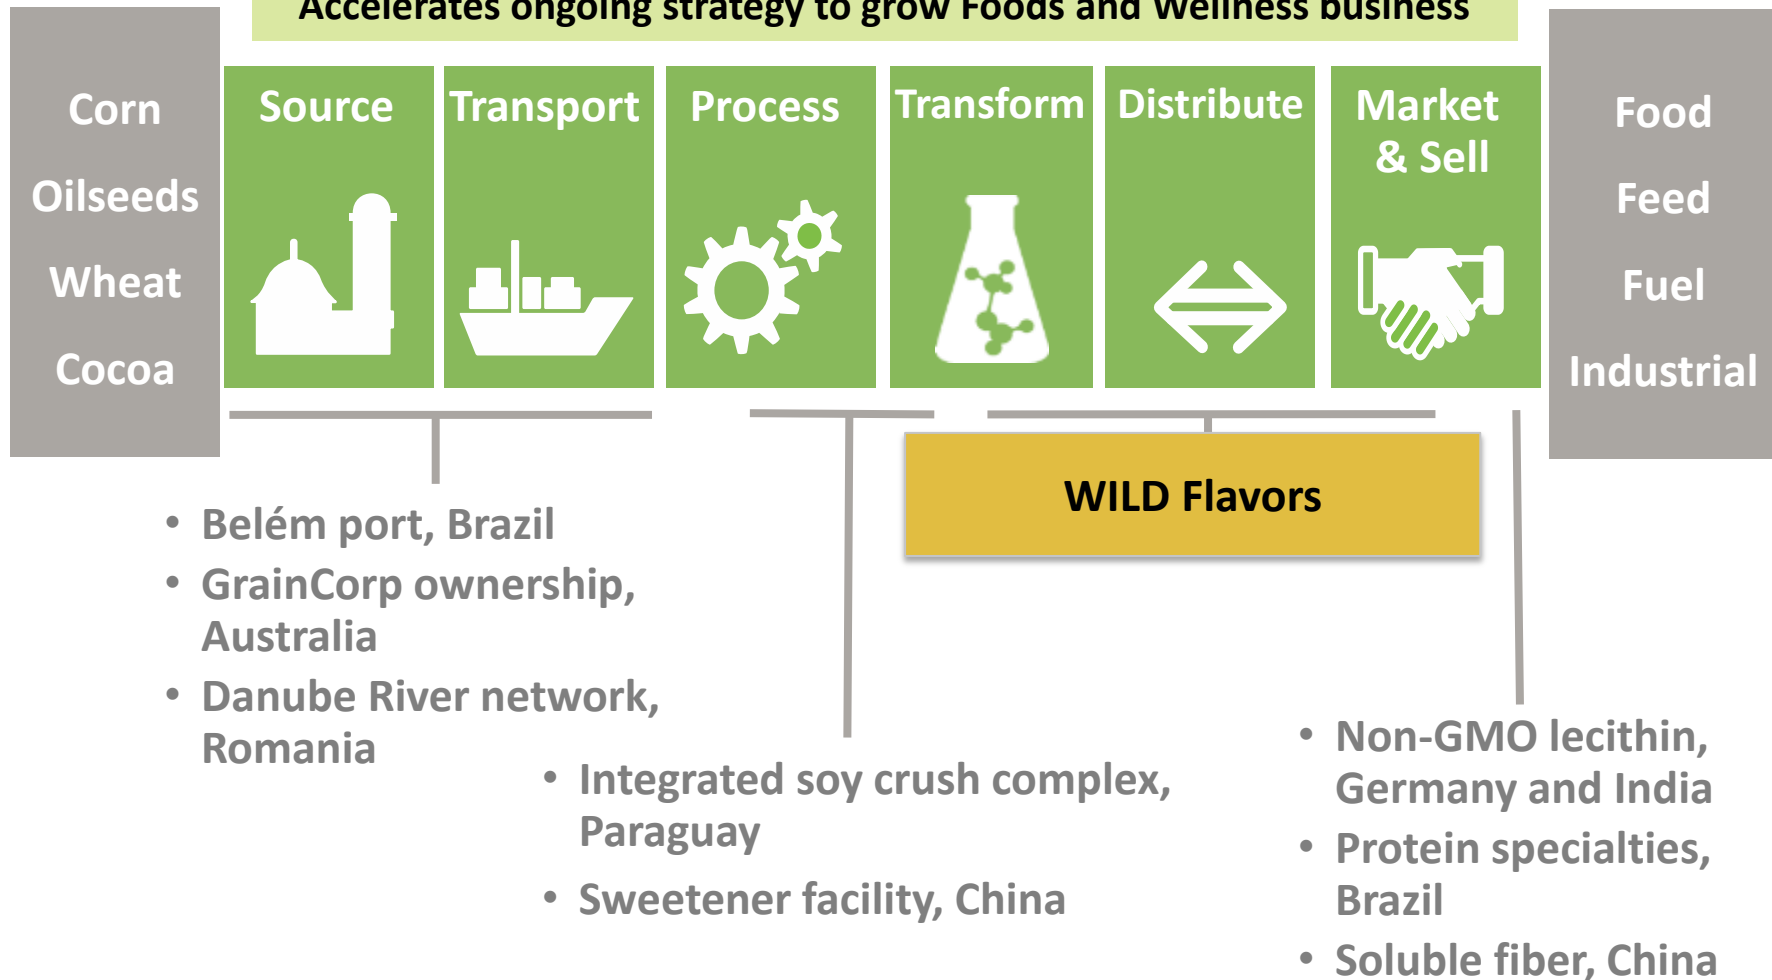 Accelerates ongoing strategy to grow Foods and Wellness business
Corn
Oilseeds
Wheat
Cocoa
Source
Transport
Process
Transform
Distribute
Market
& Sell
Food
Feed
Fuel
Industrial
WILD Flavors
• Belém port, Brazil
• GrainCorp ownership,
Australia
• Danube River network,
Romania
• Integrated soy crush complex,
Paraguay
• Sweetener facility, China
• Non-GMO lecithin,
Germany and India
• Protein specialties,
Brazil
• Soluble fiber, China